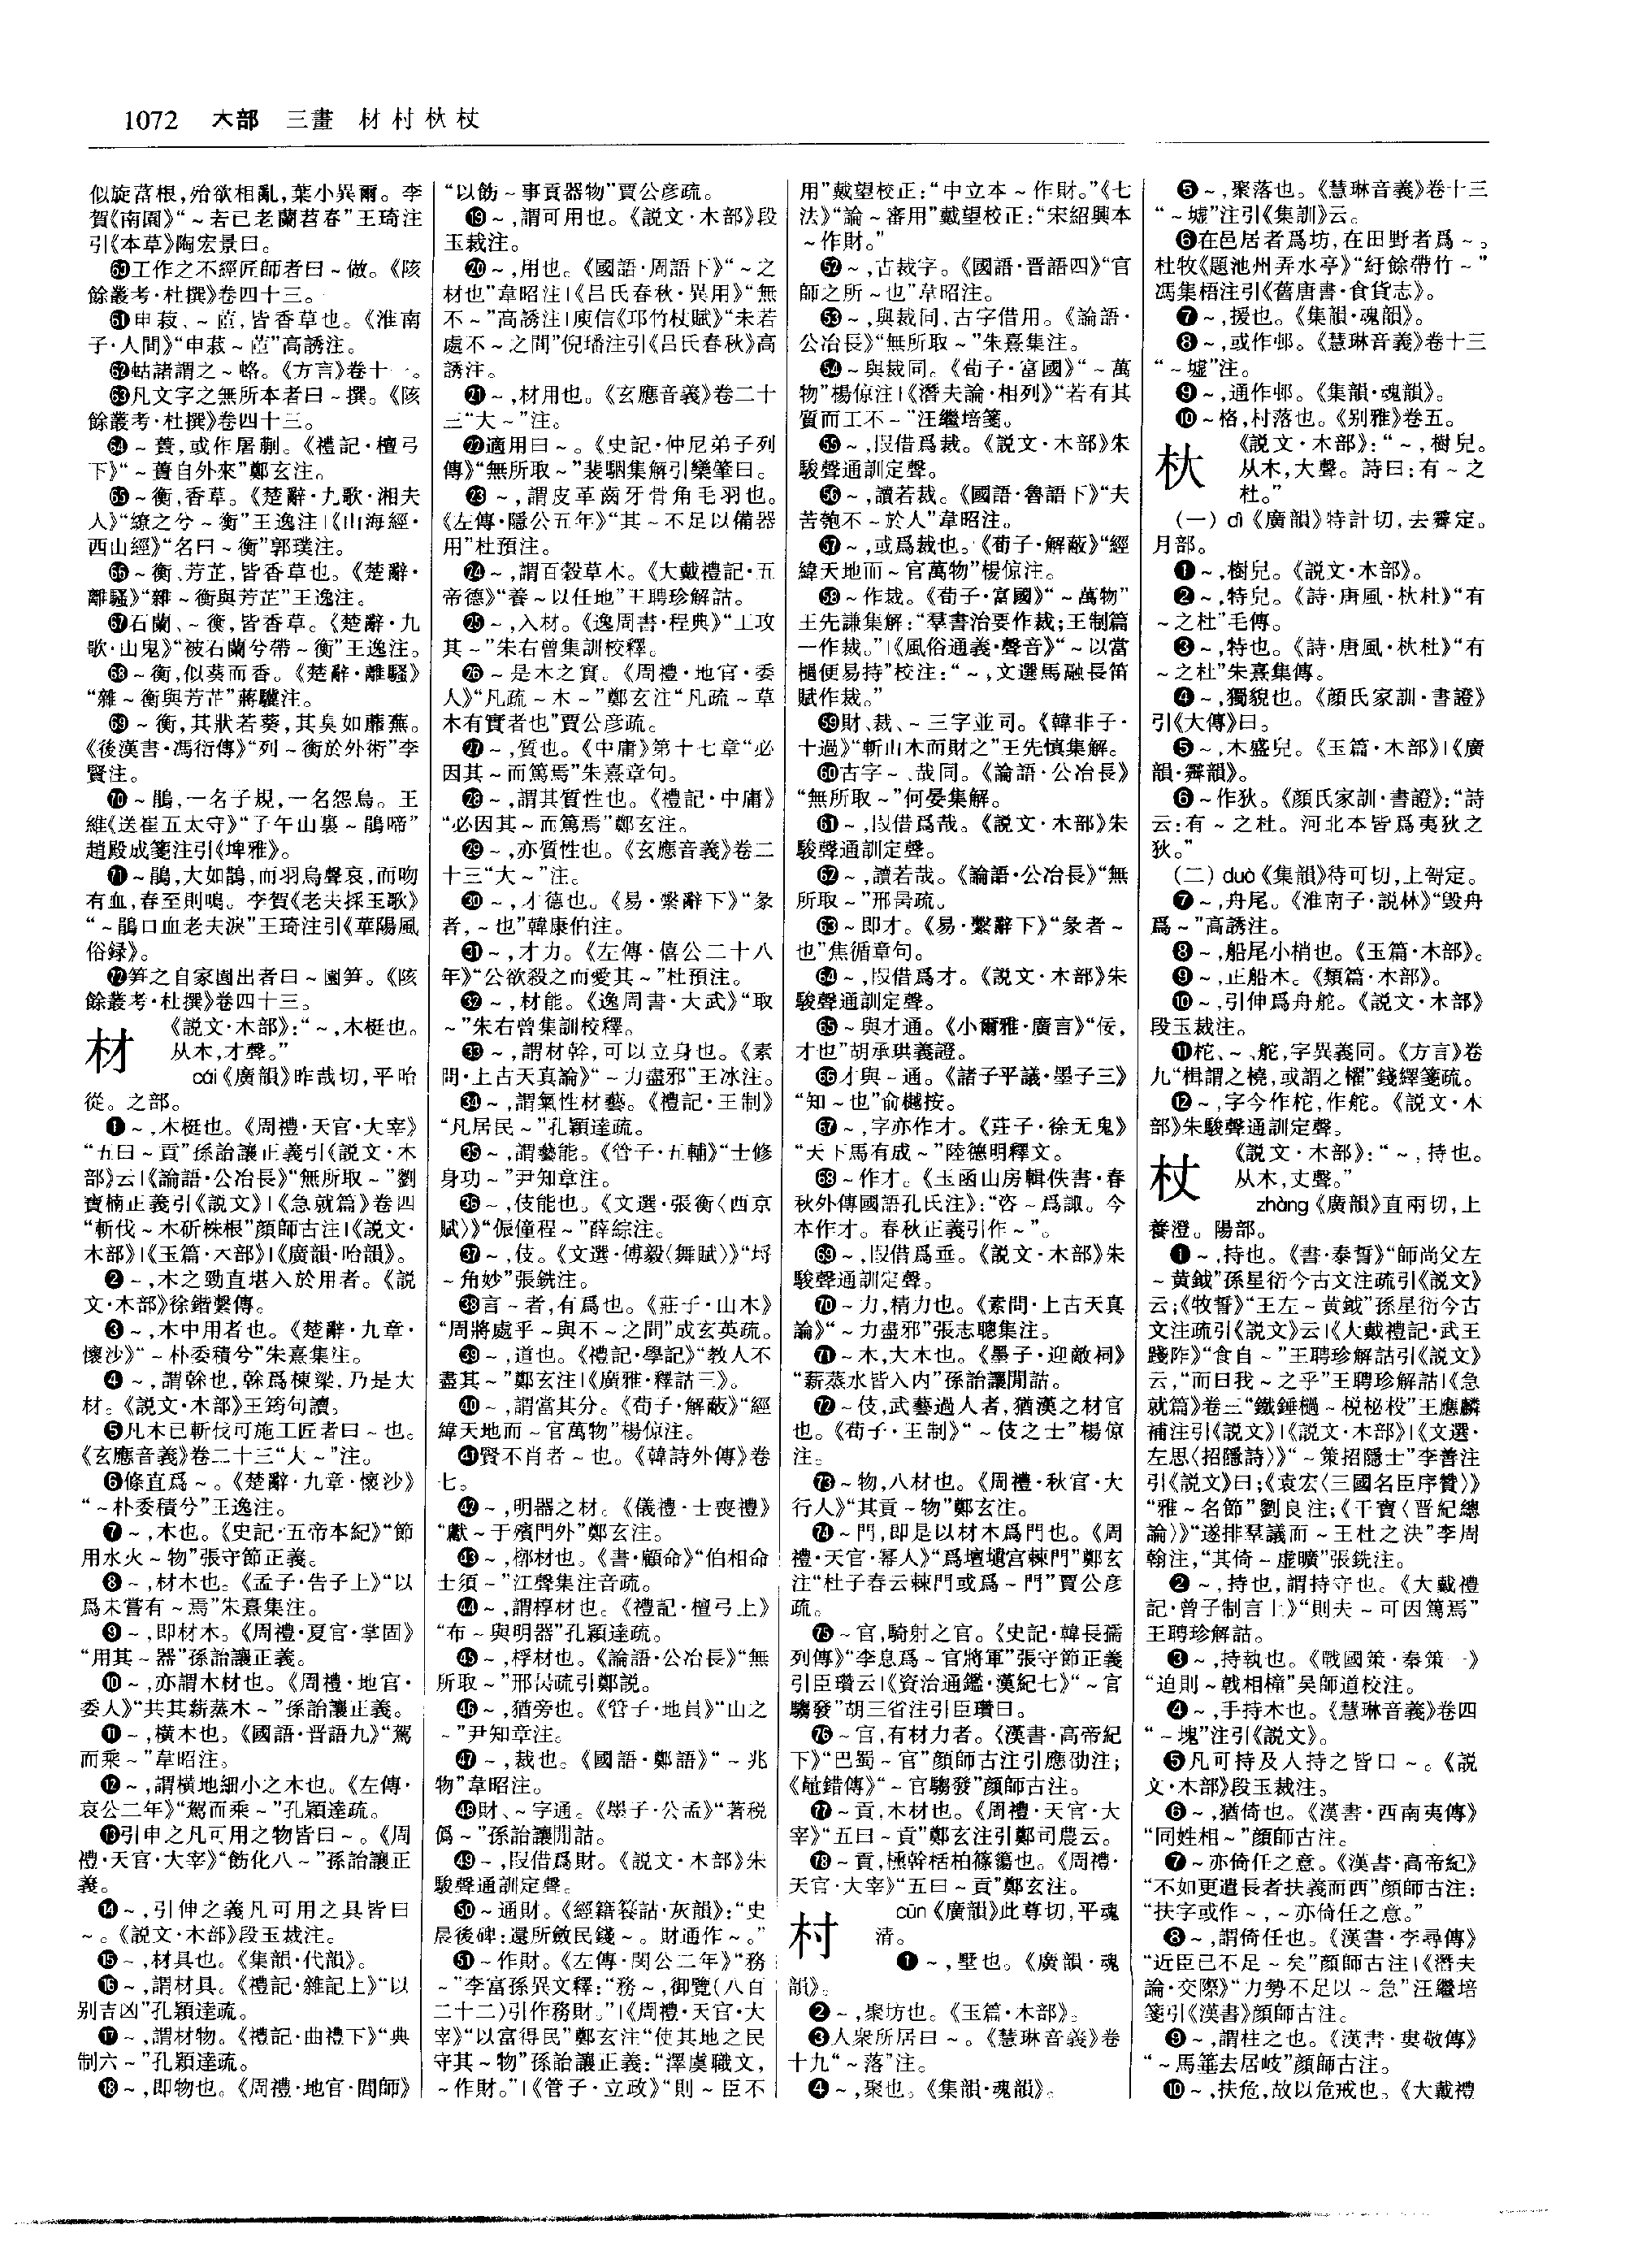 1072 木部 三畫 材村杕杖
似旋葍根,殆欲相亂,葉小異爾。李
賀《南園》“~若已老蘭苕春”王琦注
引《本草》陶宏景曰。
㊿工作之不經匠師者曰~做。《陔
餘叢考·杜撰》卷四十三。
61申菽、~茝,皆香草也。《淮南
子·人間》“申菽~茝”高誘注。
62蛄諸謂之~蛒。《方言》卷十一。
63凡文字之無所本者曰~撰。《陔
餘叢考·杜撰》卷四十三。
64~蕢,或作屠蒯。《禮記·檀弓
下》“~蕢自外來”鄭玄注。
65~衡,香草。《楚辭·九歌·湘夫
人》“繚之兮~衡”王逸注|《山海經·
西山經》“名曰~衡”郭璞注。
66~衡、芳芷,皆香草也。《楚辭·
離騷》“雜~衡與芳芷”王逸注。
67石蘭、~衡,皆香草。《楚辭·九
歌·山鬼》“被石蘭兮帶~衡”王逸注。
68~衡,似葵而香。《楚辭·離騷》
“雜~衡與芳芷”蔣驥注。
69~衡,其狀若葵,其臭如蘼蕪。
《後漢書·馮衍傳》“列~衡於外術”李
賢注。
70~鵑,一名子規,一名怨鳥。王
維《送崔五太守》“子午山裏~鵑啼”
趙殿成箋注引《埤雅》。
71~鵑,大如鵲,而羽烏聲哀,而吻
有血,春至則鳴。李賀《老夫採玉歌》
“~鵑口血老夫淚”王琦注引《華陽風
俗録》。
72筍之自家園出者曰~園筍。《陔
餘叢考·杜撰》卷四十三。
材 《説文·木部》:“~,木梃也。
从木,才聲。”
cái《廣韻》昨哉切,平咍
從。之部。
❶~,木梃也。《周禮·天官·大宰》
“五曰~貢”孫詒讓正義引《説文·木
部》云|《論語·公冶長》“無所取~”劉
寶楠正義引《説文》|《急就篇》卷四
“斬伐~木斫株根”顔師古注|《説文·
木部》|《玉篇·木部》|《廣韻·咍韻》。
❷~,木之勁直堪入於用者。《説
文·木部》徐鍇繫傳。
❸~,木中用者也。《楚辭·九章·
懷沙》“~朴委積兮”朱熹集注。
❹~,謂幹也,幹爲棟梁,乃是大
材。《説文·木部》王筠句讀。
❺凡木已斬伐可施工匠者曰~也。
《玄應音義》卷二十三“大~”注。
❻條直爲~。《楚辭·九章·懷沙》
“~朴委積兮”王逸注。
❼~,木也。《史記·五帝本紀》“節
用水火~物”張守節正義。
❽~,材木也。《孟子·告子上》“以
爲未嘗有~焉”朱熹集注。
❾~,即材木。《周禮·夏官·掌固》
“用其~器”孫詒讓正義。
❿~,亦謂木材也。《周禮·地官·
委人》“共其薪蒸木~”孫詒讓正義。
⓫~,橫木也。《國語·晉語九》“駕
而乘~”韋昭注。
⓬~,謂横地細小之木也。《左傳·
哀公二年》“駕而乘~”孔穎達疏。
⓭引申之凡可用之物皆曰~。《周
禮·天官·大宰》“飭化八~”孫詒讓正
義。
⓮~,引伸之義凡可用之具皆曰
~。《説文·木部》段玉裁注。
⓯~,材具也。《集韻·代韻》。
⓰~,謂材具。《禮記·雜記上》“以
别吉凶”孔穎達疏。
⓱~,謂材物。《禮記·曲禮下》“典
制六~”孔穎達疏。
⓲~,即物也。《周禮·地官·閭師》
“以飭~事貢器物”賈公彦疏。
⓳~,謂可用也。《説文·木部》段
玉裁注。
⓴~,用也。《國語·周語下》“~之
材也”韋昭注|《吕氏春秋·異用》“無
不~”高誘注|庾信《邛竹杖賦》“未若
處不~之間”倪璠注引《吕氏春秋》高
誘注。
21~,材用也。《玄應音義》卷二十
三“大~”注。
22適用曰~。《史記·仲尼弟子列
傳》“無所取~”裴駰集解引欒肇曰。
23~,謂皮革齒牙骨角毛羽也。
《左傳·隱公五年》“其~不足以備器
用”杜預注。
24~,謂百穀草木。《大戴禮記·五
帝德》“養~以任地”王聘珍解詁。
25~,入材。《逸周書·程典》“工攻
其~”朱右曾集訓校釋。
26~是木之實。《周禮·地官·委
人》“凡疏~木~”鄭玄注“凡疏~草
木有實者也”賈公彦疏。
27~,質也。《中庸》第十七章“必
因其~而篤焉”朱熹章句。
28~,謂其質性也。《禮記·中庸》
“必因其~而篤焉”鄭玄注。
29~,亦質性也。《玄應音義》卷二
十三“大~”注。
30~,才德也。《易·繫辭下》“彖
者,~也”韓康伯注。
31~,才力。《左傳·僖公二十八
年》“公欲殺之而愛其~”杜預注。
32~,材能。《逸周書·大武》“取
~”朱右曾集訓校釋。
33~,謂材幹,可以立身也。《素
問·上古天真論》“~力盡邪”王冰注。
34~,謂氣性材藝。《禮記·王制》
“凡居民~”孔穎達疏。
35~,謂藝能。《管子·五輔》“士修
身功~”尹知章注。
36~,伎能也。《文選·張衡〈西京
賦〉》“侲僮程~”薛綜注。
37~,伎。《文選·傅毅〈舞賦〉》“埒
~角妙”張銑注。
38言~者,有爲也。《莊子·山木》
“周將處乎~與不~之間”成玄英疏。
39~,道也。《禮記·學記》“教人不
盡其~”鄭玄注|《廣雅·釋詁三》。
40~,謂當其分。《荀子·解蔽》“經
緯天地而~官萬物”楊倞注。
41賢不肖者~也。《韓詩外傳》卷
七。
42~,明器之材。《儀禮·士喪禮》
“獻~于殯門外”鄭玄注。
43~,槨材也。《書·顧命》“伯相命
士須~”江聲集注音疏。
44~,謂椁材也。《禮記·檀弓上》
“布~與明器”孔穎達疏。
45~,桴材也。《論語·公冶長》“無
所取~”邢昺疏引鄭説。
46~,猶旁也。《管子·地員》“山之
~”尹知章注。
47~,裁也。《國語·鄭語》“~兆
物”韋昭注。
48財、~字通。《墨子·公孟》“著税
僞~”孫詒讓閒詁。
49~,叚借爲財。《説文·木部》朱
駿聲通訓定聲。
50~通財。《經籍籑詁·灰韻》:“史
晨後碑:還所斂民錢~。財通作~。”
51~作財。《左傳·閔公二年》“務
~”李富孫異文釋:“務~,御覽(八百
二十二)引作務財。”|《周禮·天官·大
宰》“以富得民”鄭玄注“使其地之民
守其~物”孫詒讓正義:“澤虞職文,
~作財。”|《管子·立政》“則~臣不
用”戴望校正:“中立本~作財。”《七
法》“論~審用”戴望校正:“宋紹興本
~作財。”
52~,古裁字。《國語·晉語四》“官
師之所~也”韋昭注。
53~,與裁同,古字借用。《論語·
公冶長》“無所取~”朱熹集注。
54~與裁同。《荀子·富國》“~萬
物”楊倞注|《潛夫論·相列》“若有其
質而工不~”汪繼培箋。
55~,叚借爲裁。《説文·木部》朱
駿聲通訓定聲。
56~,讀若裁。《國語·魯語下》“夫
苦匏不~於人”韋昭注。
57~,或爲裁也。《荀子·解蔽》“經
緯天地而~官萬物”楊倞注。
58~作裁。《荀子·富國》“~萬物”
王先謙集解:“羣書治要作裁;王制篇
一作裁。”|《風俗通義·聲音》“~以當
檛便易持”校注:“~,文選馬融長笛
賦作裁。”
59財、裁、~三字並司。《韓非子·
十過》“斬山木而財之”王先慎集解。
60古字~、哉同。《論語·公冶長》
“無所取~”何晏集解。
61~,叚借爲哉。《説文·木部》朱
駿聲通訓定聲。
62~,讀若哉。《論語·公冶長》“無
所取~”邢昺疏。
63~即才。《易·繫辭下》“彖者~
也”焦循章句。
64~,叚借爲才。《説文·木部》朱
駿聲通訓定聲。
65~與才通。《小爾雅·廣言》“佞,
才也”胡承珙義證。
66才與~通。《諸子平議·墨子三》
“知~也”俞樾按。
67~,字亦作才。《莊子·徐无鬼》
“天下馬有成~”陸德明釋文。
68~作才。《玉函山房輯佚書·春
秋外傳國語孔氏注》:“咨~爲諏。今
本作才。春秋正義引作~”。
69~,叚借爲垂。《説文·木部》朱
駿聲通訓定聲。
70~力,精力也。《素問·上古天真
論》“~力盡邪”張志聰集注。
71~木,大木也。《墨子·迎敵祠》
“薪蒸水皆入内”孫詒讓閒詁。
72~伎,武藝過人者,猶漢之材官
也。《荀子·王制》“~伎之士”楊倞
注。
73~物,八材也。《周禮·秋官·大
行人》“其貢~物”鄭玄注。
74~門,即是以材木爲門也。《周
禮·天官·幂人》“爲壇壝宫棘門”鄭玄
注“杜子春云棘門或爲~門”賈公彦
疏。
75~官,騎射之官。《史記·韓長孺
列傳》“李息爲~官將軍”張守節正義
引臣瓚云|《資治通鑑·漢紀七》“~官
騶發”胡三省注引臣瓚曰。
76~官,有材力者。《漢書·高帝紀
下》“巴蜀~官”顔師古注引應劭注;
《鼂錯傳》“~官騶發”顔師古注。
77~貢,木材也。《周禮·天官·大
宰》“五曰~貢”鄭玄注引鄭司農云。
78~貢,櫄幹栝柏篠簜也。《周禮·
天官·大宰》“五曰~貢”鄭玄注。
村 cūn《廣韻》此尊切,平魂
清。
❶~,墅也。《廣韻·魂
韻》。
❷~,聚坊也。《玉篇·木部》。
❸人衆所居曰~。《慧琳音義》卷
十九“~落”注。
❹~,聚也。《集韻·魂韻》。
❺~,聚落也。《慧琳音義》卷十三
“~墟”注引《集訓》云。
❻在邑居者爲坊,在田野者爲~。
杜牧《題池州弄水亭》“紆餘帶竹~”
馮集梧注引《舊唐書·食貨志》。
❼~,援也。《集韻·魂韻》。
❽~,或作邨。《慧琳音義》卷十三
“~墟”注。
❾~,通作邨。《集韻·魂韻》。
❿~格,村落也。《别雅》卷五。
杕 《説文·木部》:“~,樹皃。
从木,大聲。詩曰:有~之
杜。”
(一)dì《廣韻》特計切,去霽定。
月部。
❶~,樹皃。《説文·木部》。
❷~,特皃。《詩·唐風·杕杜》“有
~之杜”毛傳。
❸~,特也。《詩·唐風·杕杜》“有
~之杜”朱熹集傳。
❹~,獨貌也。《顔氏家訓·書證》
引《大傳》曰。
❺~,木盛皃。《玉篇·木部》|《廣
韻·霽韻》。
❻~作狄。《顔氏家訓·書證》:“詩
云:有~之杜。河北本皆爲夷狄之
狄。”
(二)duò《集韻》待可切,上哿定。
❼~,舟尾。《淮南子·説林》“毁舟
爲~”高誘注。
❽~,船尾小梢也。《玉篇·木部》。
❾~,正船木。《類篇·木部》。
❿~,引伸爲舟舵。《説文·木部》
段玉裁注。
⓫柁、~、舵,字異義同。《方言》卷
九“楫謂之橈,或謂之櫂”錢繹箋疏。
⓬~,字今作柁,作舵。《説文·木
部》朱駿聲通訓定聲。
杖 《説文·木部》:“~,持也。
从木,丈聲。”
zhàng《廣韻》直兩切,上
養澄。陽部。
❶~,持也。《書·泰誓》“師尚父左
~黄鉞”孫星衍今古文注疏引《説文》
云;《牧誓》“王左~黄鉞”孫星衍今古
文注疏引《説文》云|《大戴禮記·武王
踐阼》“食自~”王聘珍解詁引《説文》
云,“而曰我~之乎”王聘珍解詁|《急
就篇》卷三“鐵錘檛~棁柲杸”王應麟
補注引《説文》|《説文·木部》|《文選·
左思〈招隱詩〉》“~策招隱士”李善注
引《説文》曰;《袁宏〈三國名臣序贊〉》
“雅~名節”劉良注;《干寶〈晉紀總
論〉》“遂排羣議而~王杜之決”李周
翰注,“其倚~虚曠”張銑注。
❷~,持也,謂持守也。《大戴禮
記·曾子制言上》“則夫~可因篤焉”
王聘珍解詁。
❸~,持執也。《戰國策·秦策一》
“迫則~戟相橦”吴師道校注。
❹~,手持木也。《慧琳音義》卷四
“~塊”注引《説文》。
❺凡可持及人持之皆曰~。《説
文·木部》段玉裁注。
❻~,猶倚也。《漢書·西南夷傳》
“同姓相~”顔師古注。
❼~亦倚任之意。《漢書·高帝紀》
“不如更遣長者扶義而西”顔師古注:
“扶字或作~,~亦倚任之意。”
❽~,謂倚任也。《漢書·李尋傳》
“近臣已不足~矣”顔師古注|《潛夫
論·交際》“力勢不足以~急”汪繼培
箋引《漢書》顔師古注。
❾~,謂柱之也。《漢書·婁敬傳》
“~馬箠去居岐”顔師古注。
❿~,扶危,故以危戒也。《大戴禮